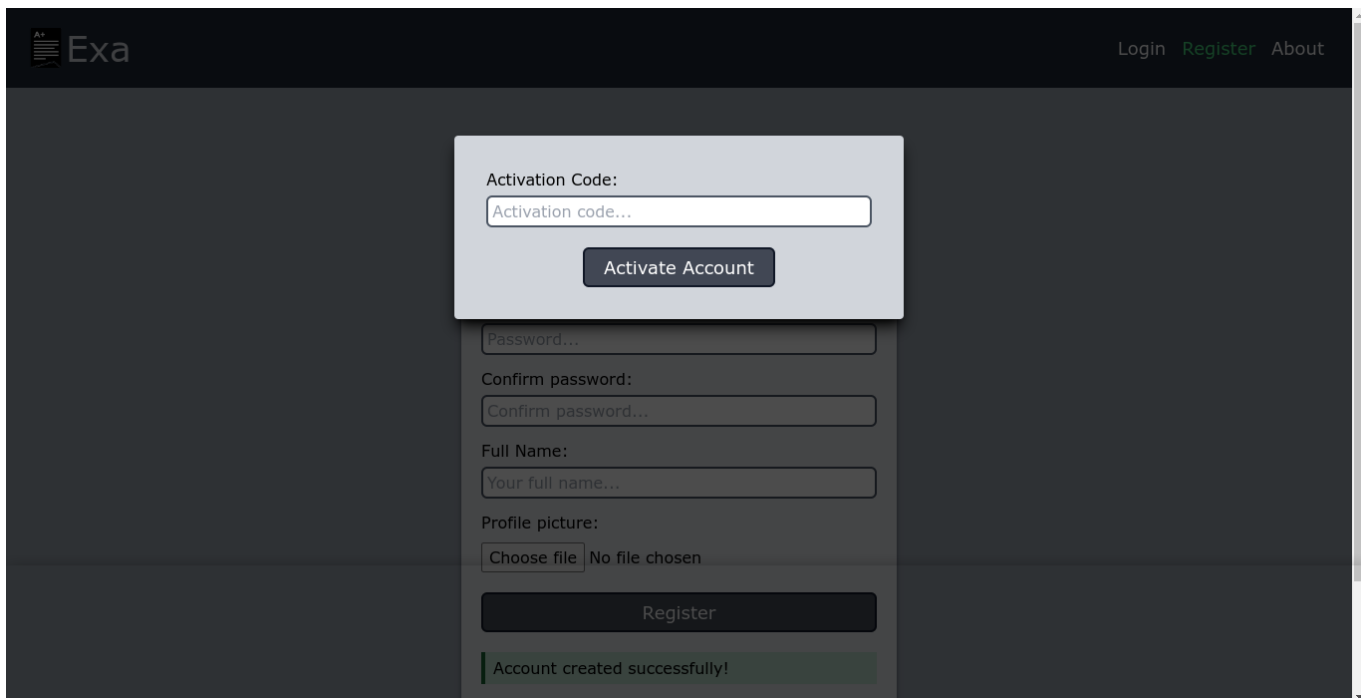 A+
Exa
Login Register About
Activation Code:
Activation code...
Activate Account
Password...
Confirm password:
Confirm password...
Full Name:
Your full name...
Profile picture:
Choose file No file chosen
Register
Account created successfully!